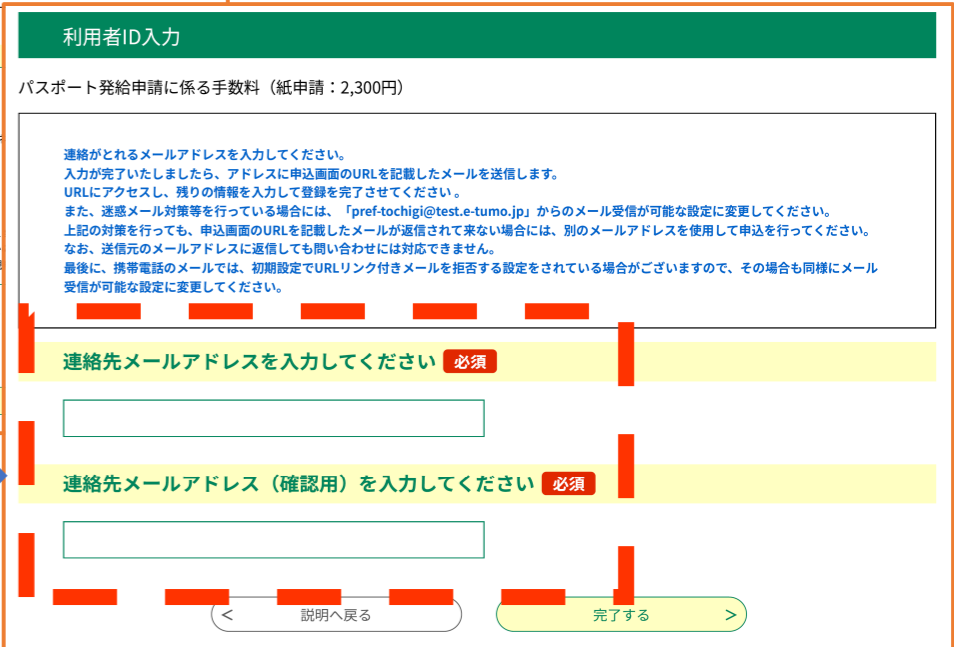 利用者ID入力
パスポート発給申請に係る手数料（紙申請：2,300円）
連絡がとれるメールアドレスを入力してください。
入力が完了いたしましたら、アドレスに申込画面のURLを記載したメールを送信します。
URLにアクセスし、残りの情報を入力して登録を完了させてください 。
また、迷惑メール対策等を行っている場合には、「pref-tochigi@test.e-tumo.jp」からのメール受信が可能な設定に変更してください。
上記の対策を行っても、申込画面のURLを記載したメールが返信されて来ない場合には、別のメールアドレスを使用して申込を行ってください。
なお、送信元のメールアドレスに返信しても問い合わせには対応できません。
最後に、携帯電話のメールでは、初期設定でURLリンク付きメールを拒否する設定をされている場合がございますので、その場合も同様にメール
受信が可能な設定に変更してください。
連絡先メールアドレスを入力してください 必須
連絡先メールアドレス（確認用）を入力してください 必須
< 説明へ戻る 完了する >